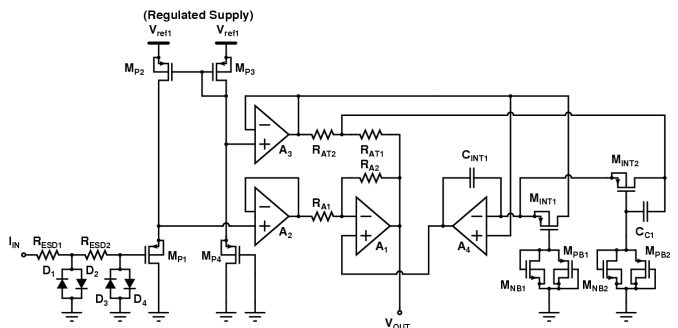 (Regulated Supply)
Vref1 Vref1
MP2 MP3
A3 RAT2 RAT1
RA2
CINT1
MINT2
MINT1
CC1
IIN RESD1 RESD2
MP1 MP4
A2 RA1 A1 A4
D1 D2
D3 D4
MNB1 MPB1 MNB2 MPB2
VOUT